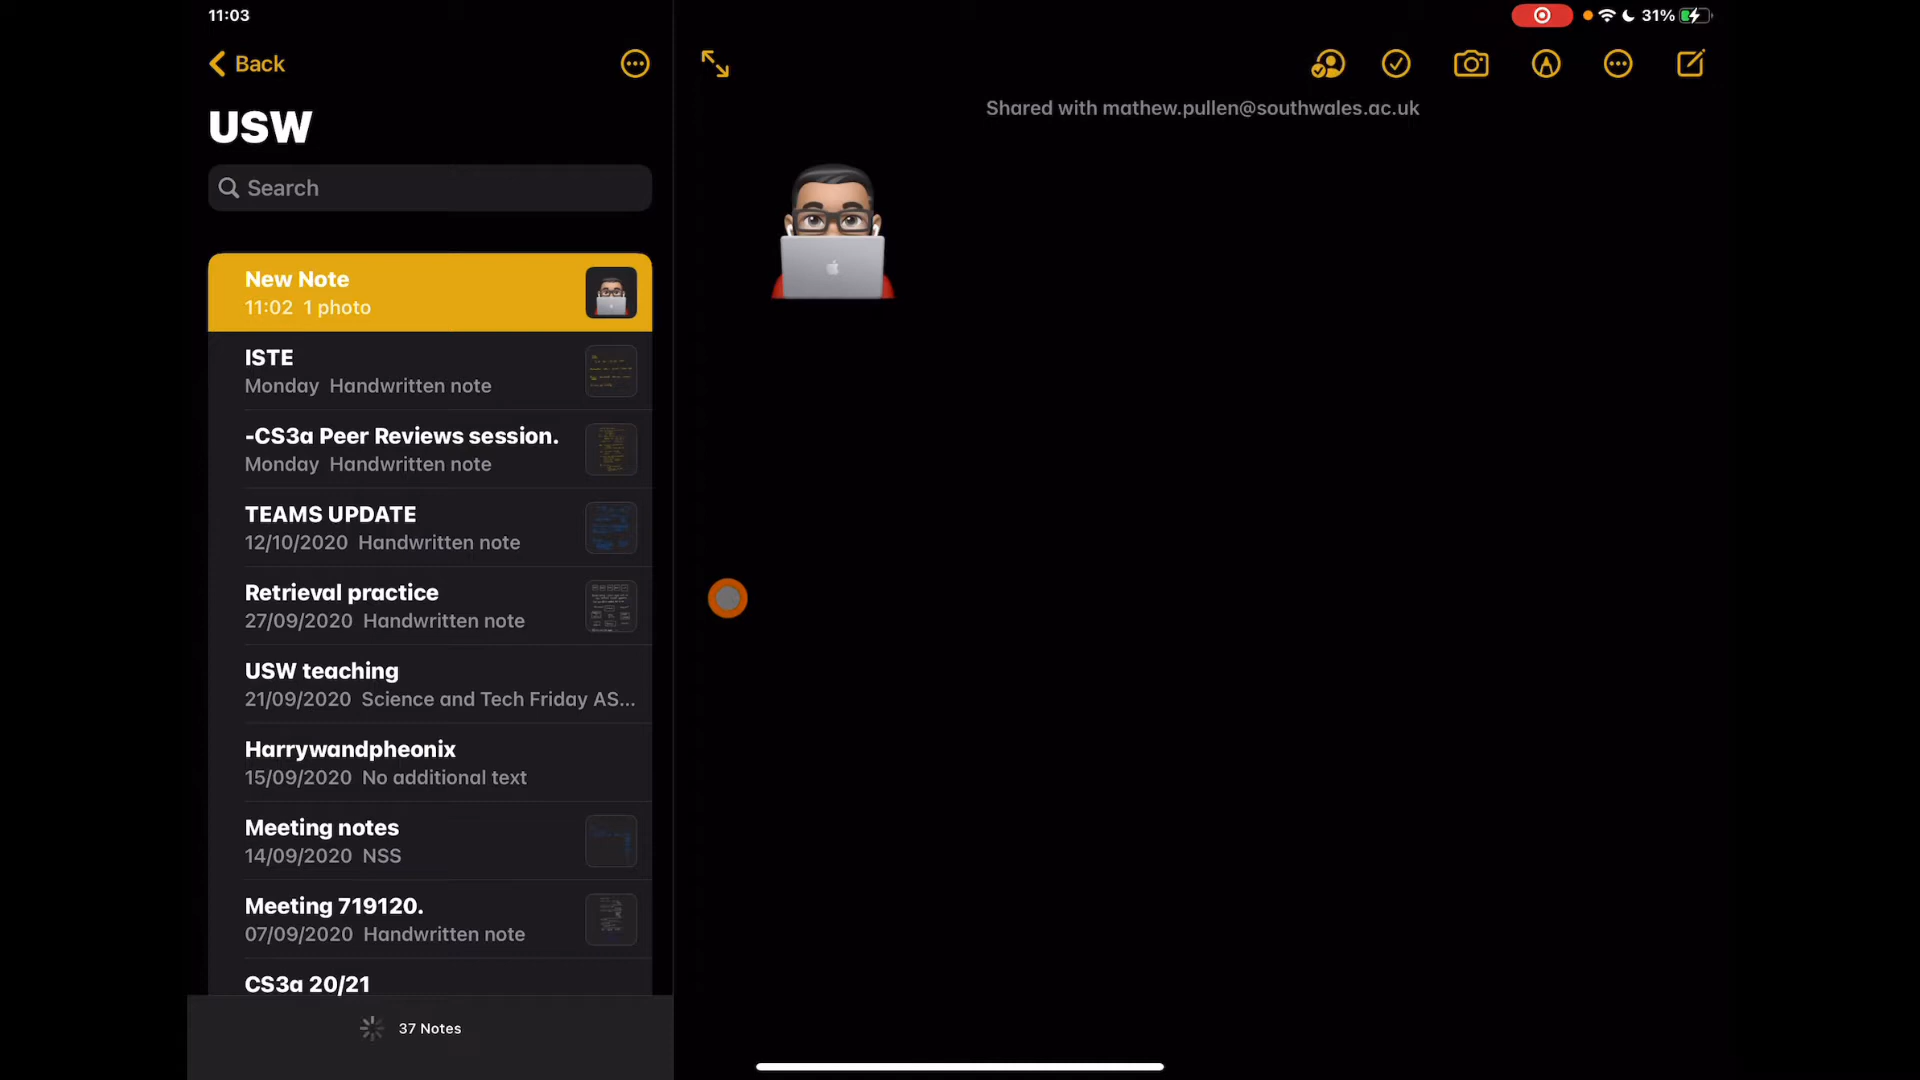 11:03
31%
Back
USW
Shared with mathew.pullen@southwales.ac.uk
Search
New Note
11:02 1 photo
ISTE
Monday Handwritten note
-CS3a Peer Reviews session.
Monday Handwritten note
TEAMS UPDATE
12/10/2020 Handwritten note
Retrieval practice
27/09/2020 Handwritten note
USW teaching
21/09/2020 Science and Tech Friday AS...
Harrywandpheonix
15/09/2020 No additional text
Meeting notes
14/09/2020 NSS
Meeting 719120.
07/09/2020 Handwritten note
CS3a 20/21
37 Notes